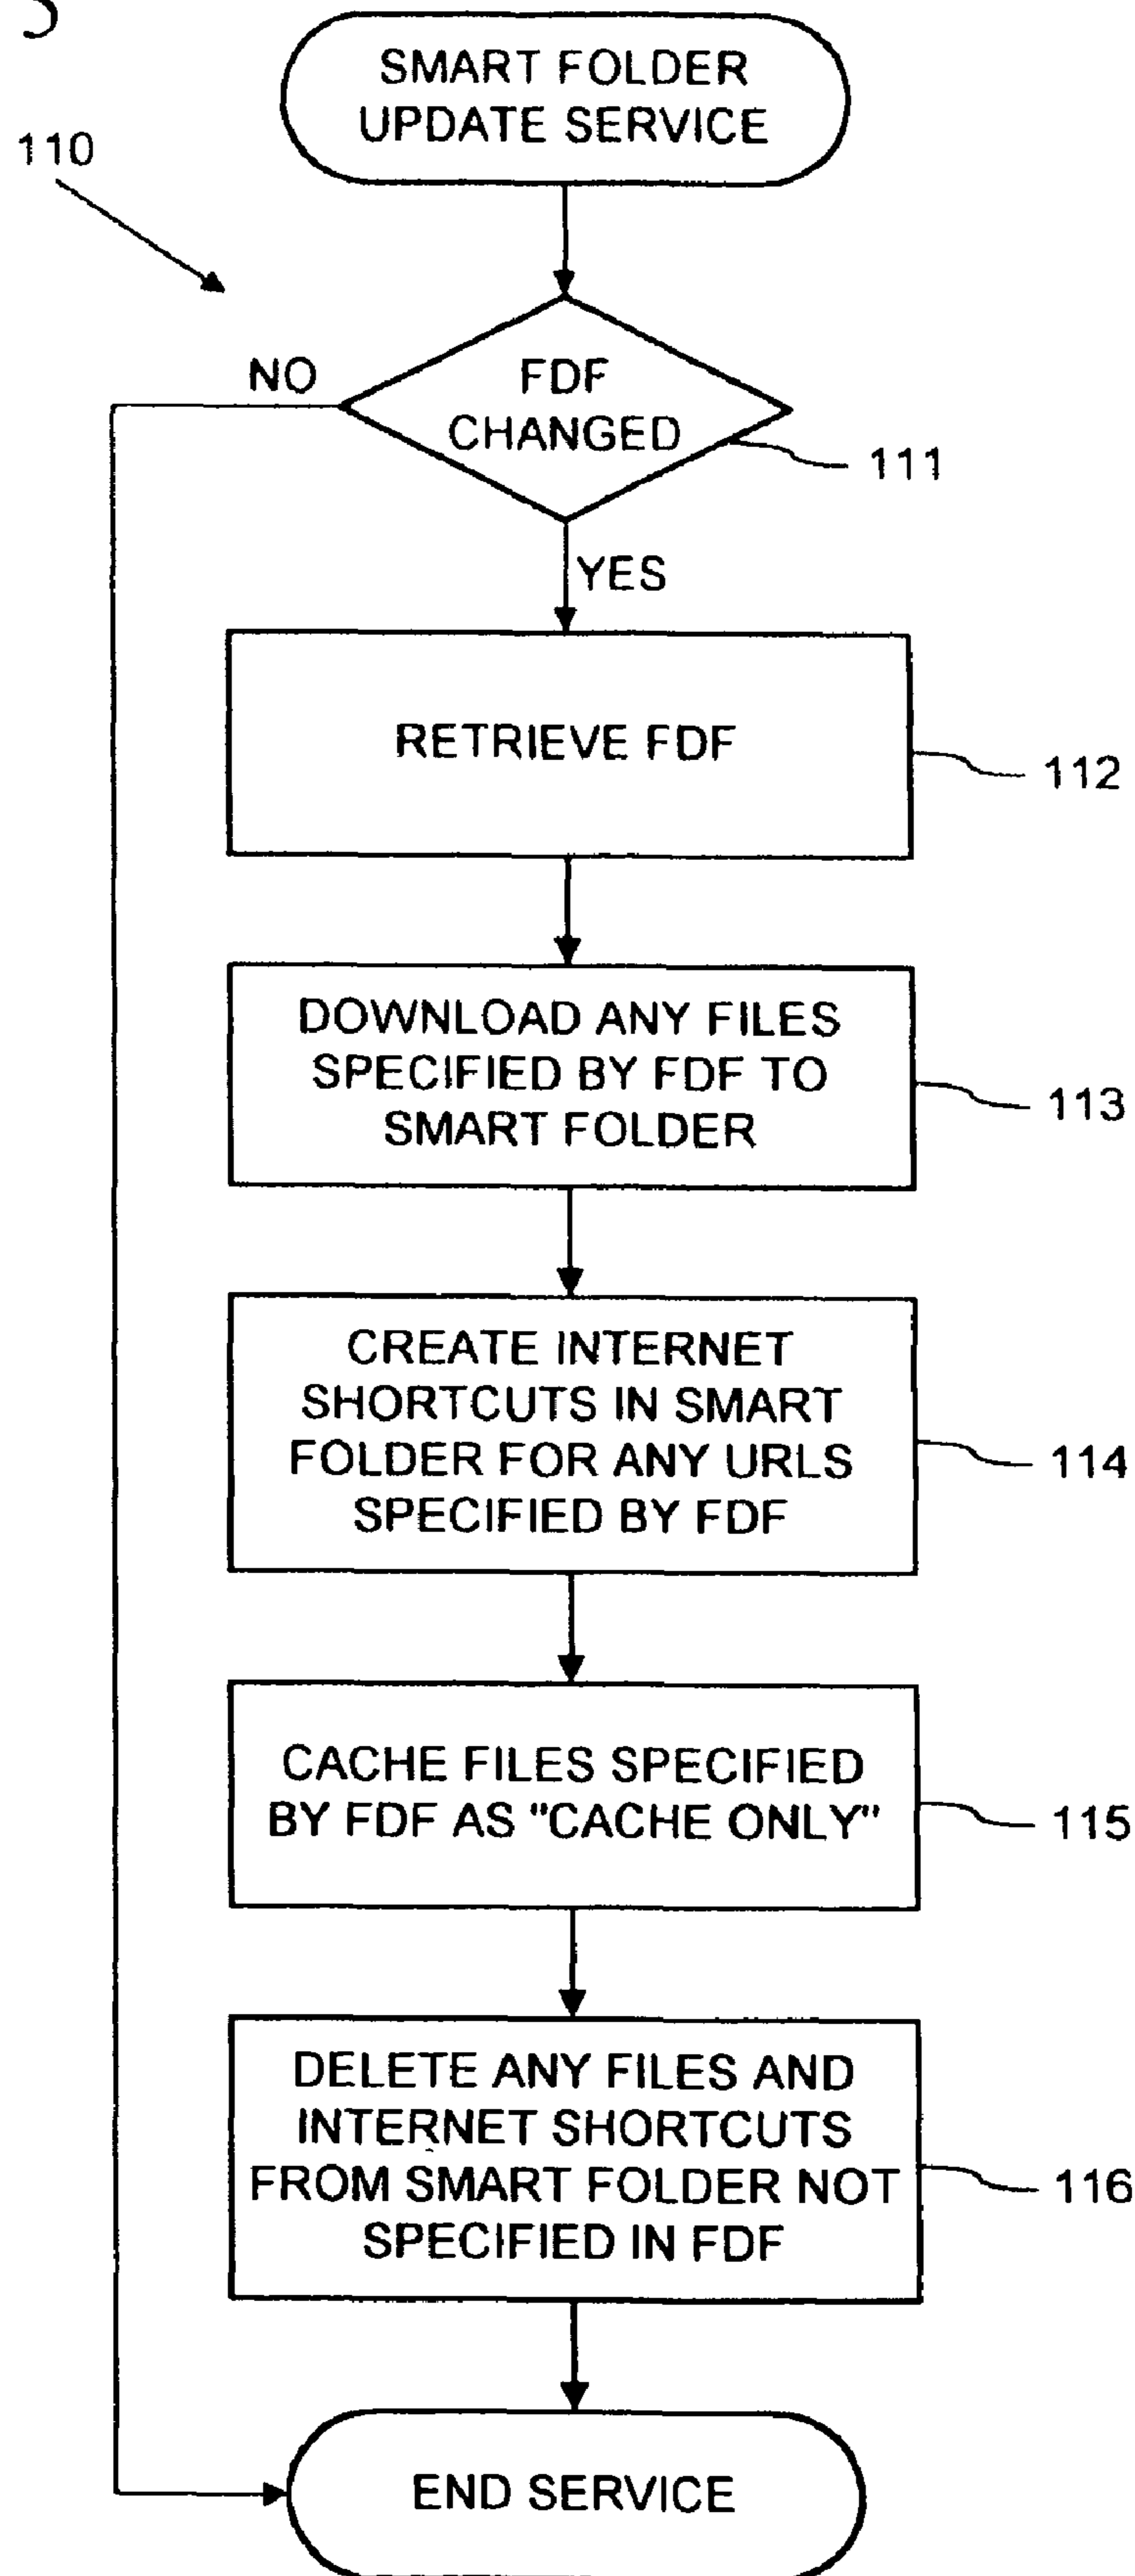 SMART FOLDER
UPDATE SERVICE
110
NO
FDF
CHANGED
111
YES
RETRIEVE FDF
112
DOWNLOAD ANY FILES
SPECIFIED BY FDF TO
SMART FOLDER
113
CREATE INTERNET
SHORTCUTS IN SMART
FOLDER FOR ANY URLS
SPECIFIED BY FDF
114
CACHE FILES SPECIFIED
BY FDF AS "CACHE ONLY"
115
DELETE ANY FILES AND
INTERNET SHORTCUTS
FROM SMART FOLDER NOT
SPECIFIED IN FDF
116
END SERVICE